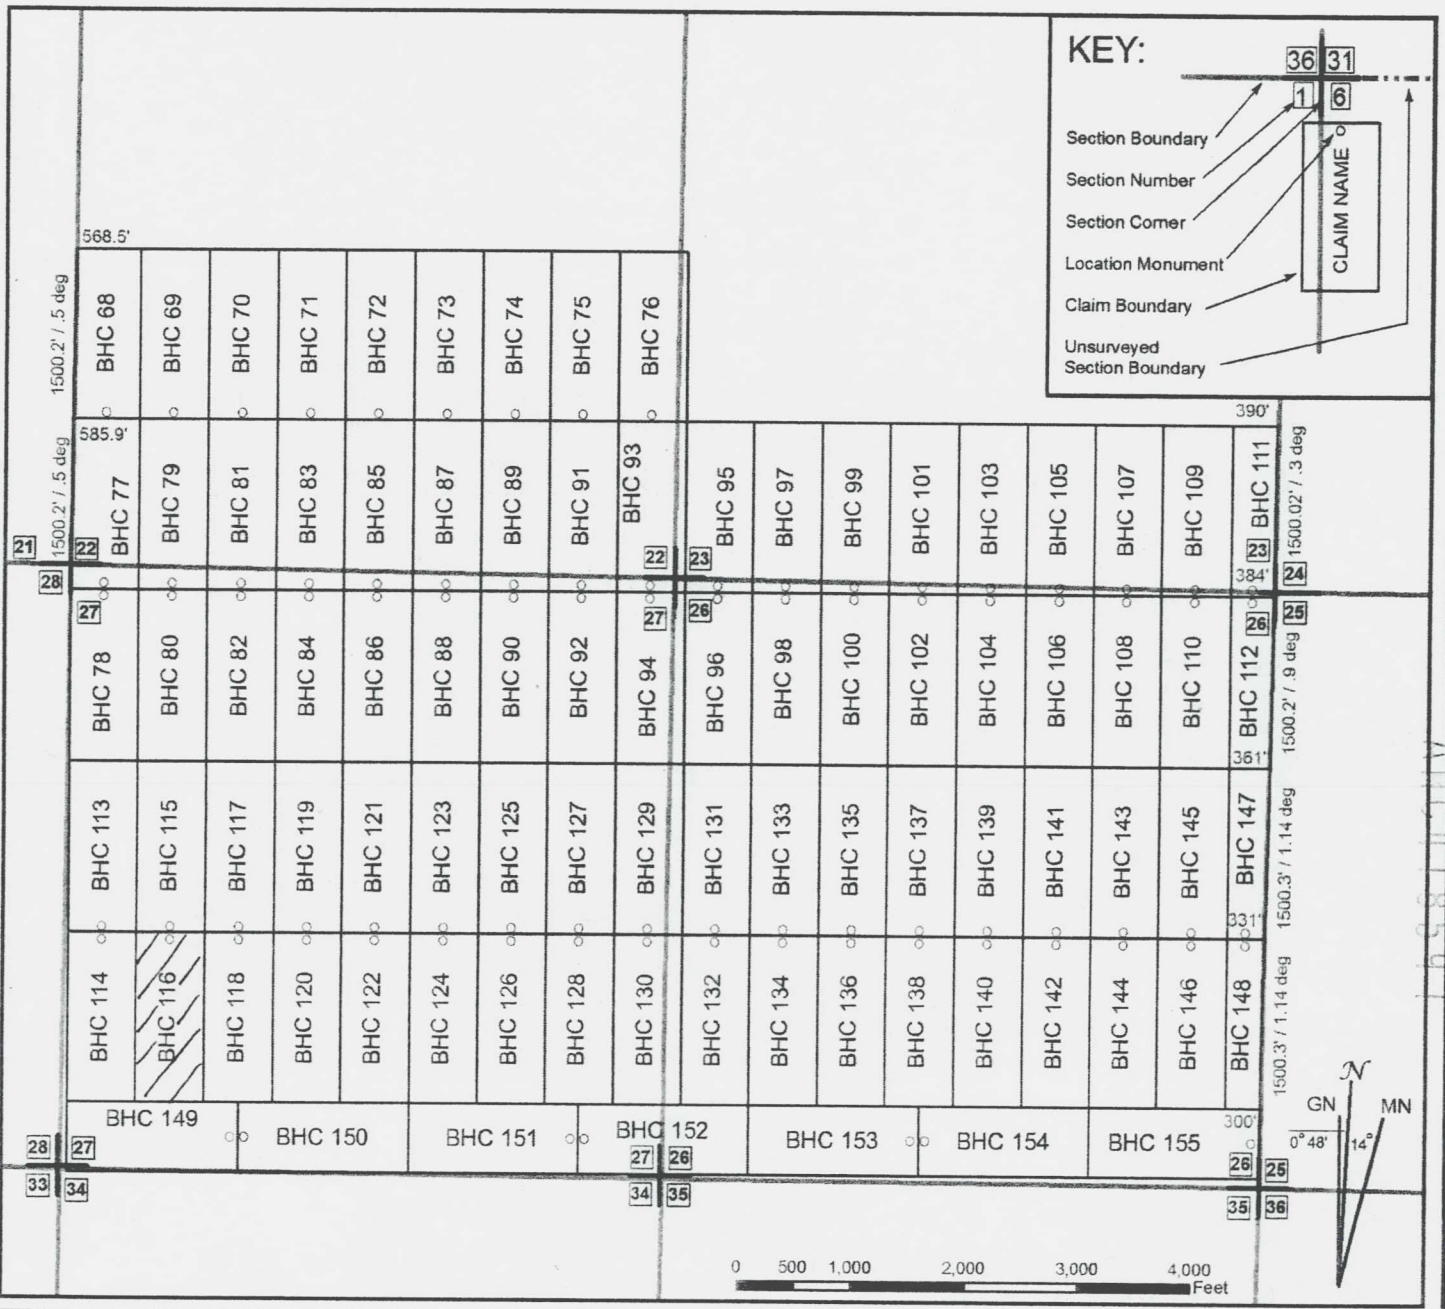 KEY:
36 31
1 6
Section Boundary
Section Number
Section Corner
Location Monument
Claim Boundary
Unsurveyed
Section Boundary
CLAIM NAME
568.5'
1500.2' / .5 deg
BHC 68 BHC 69 BHC 70 BHC 71 BHC 72 BHC 73 BHC 74 BHC 75 BHC 76
585.9'
390'
1500.2' / .5 deg
BHC 77 BHC 79 BHC 81 BHC 83 BHC 85 BHC 87 BHC 89 BHC 91 BHC 93 BHC 95 BHC 97 BHC 99 BHC 101 BHC 103 BHC 105 BHC 107 BHC 109 BHC 111
1500.02' / .3 deg
21 22 22 23 23 24
384'
28 27 27 26 26 25
BHC 78 BHC 80 BHC 82 BHC 84 BHC 86 BHC 88 BHC 90 BHC 92 BHC 94 BHC 96 BHC 98 BHC 100 BHC 102 BHC 104 BHC 106 BHC 108 BHC 110 BHC 112
1500.2' / .9 deg
361'
BHC 113 BHC 115 BHC 117 BHC 119 BHC 121 BHC 123 BHC 125 BHC 127 BHC 129 BHC 131 BHC 133 BHC 135 BHC 137 BHC 139 BHC 141 BHC 143 BHC 145 BHC 147
1500.3' / 1.14 deg
331'
BHC 114 BHC 116 BHC 118 BHC 120 BHC 122 BHC 124 BHC 126 BHC 128 BHC 130 BHC 132 BHC 134 BHC 136 BHC 138 BHC 140 BHC 142 BHC 144 BHC 146 BHC 148
1500.3' / 1.14 deg
BHC 149 BHC 150 BHC 151 BHC 152 BHC 153 BHC 154 BHC 155
300'
28 27 27 26 26 25
33 34 34 35 35 36
N
GN MN
0° 48' 14°
0 500 1,000 2,000 3,000 4,000
Feet